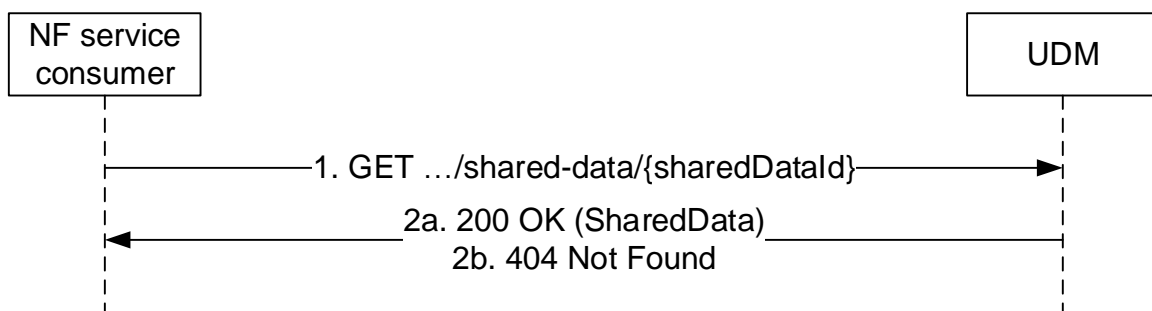 NF service
consumer
UDM
1. GET …/shared-data/{sharedDataId}
2a. 200 OK (SharedData)
2b. 404 Not Found